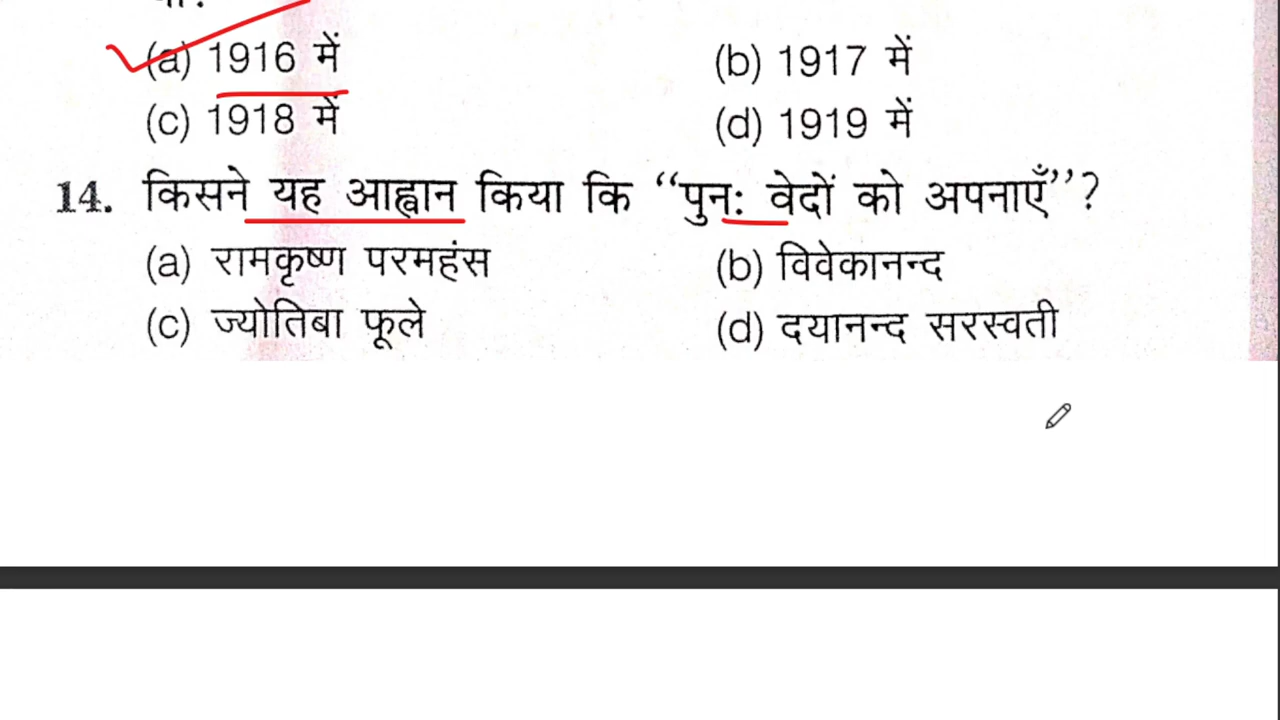 (a) 1916 में (b) 1917 में
(c) 1918 में (d) 1919 में
14. किसने यह आह्वान किया कि “पुन: वेदों को अपनाएँ”?
(a) रामकृष्ण परमहंस (b) विवेकानन्द
(c) ज्योतिबा फूले (d) दयानन्द सरस्वती